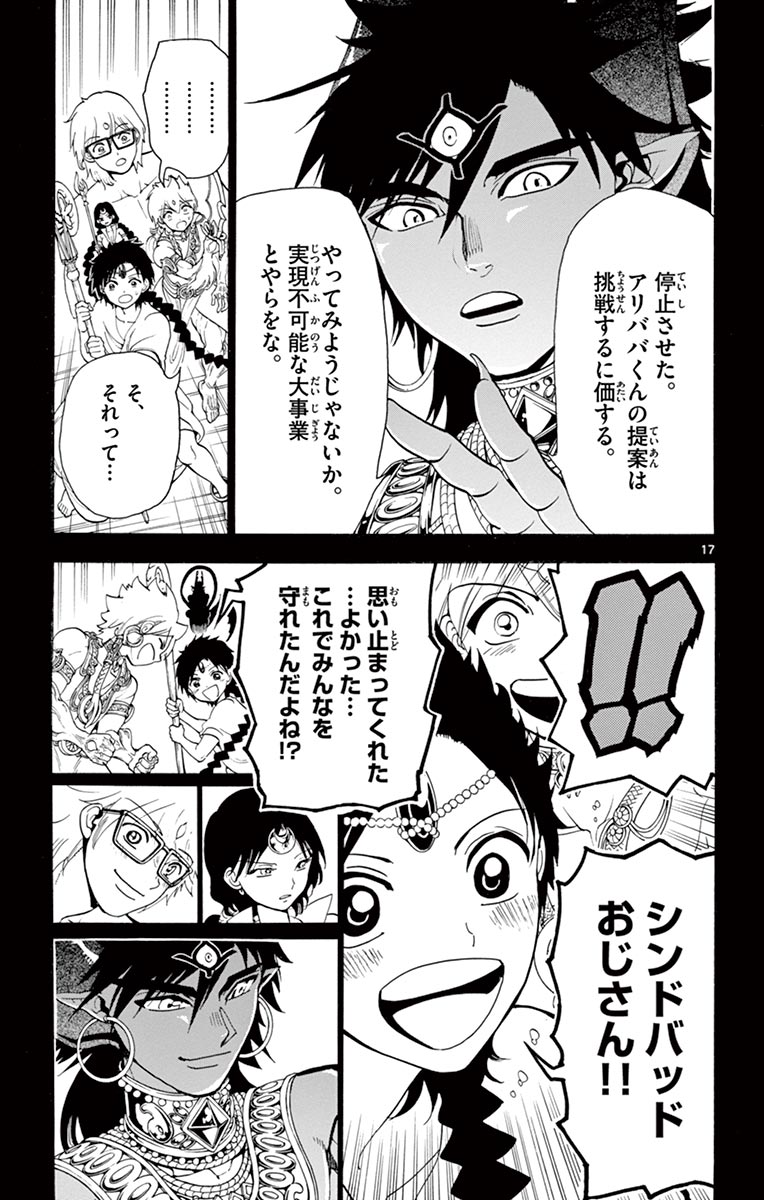 停止させた。
アリババくんの提案は
挑戦するに価する。
やってみようじゃないか。
実現不可能な大事業
とやらをな。
………
………
そ、
それって…
17
!!
思い止まってくれた
…よかった…
これでみんなを
守れたんだよね!?
シンドバッド
おじさん!!